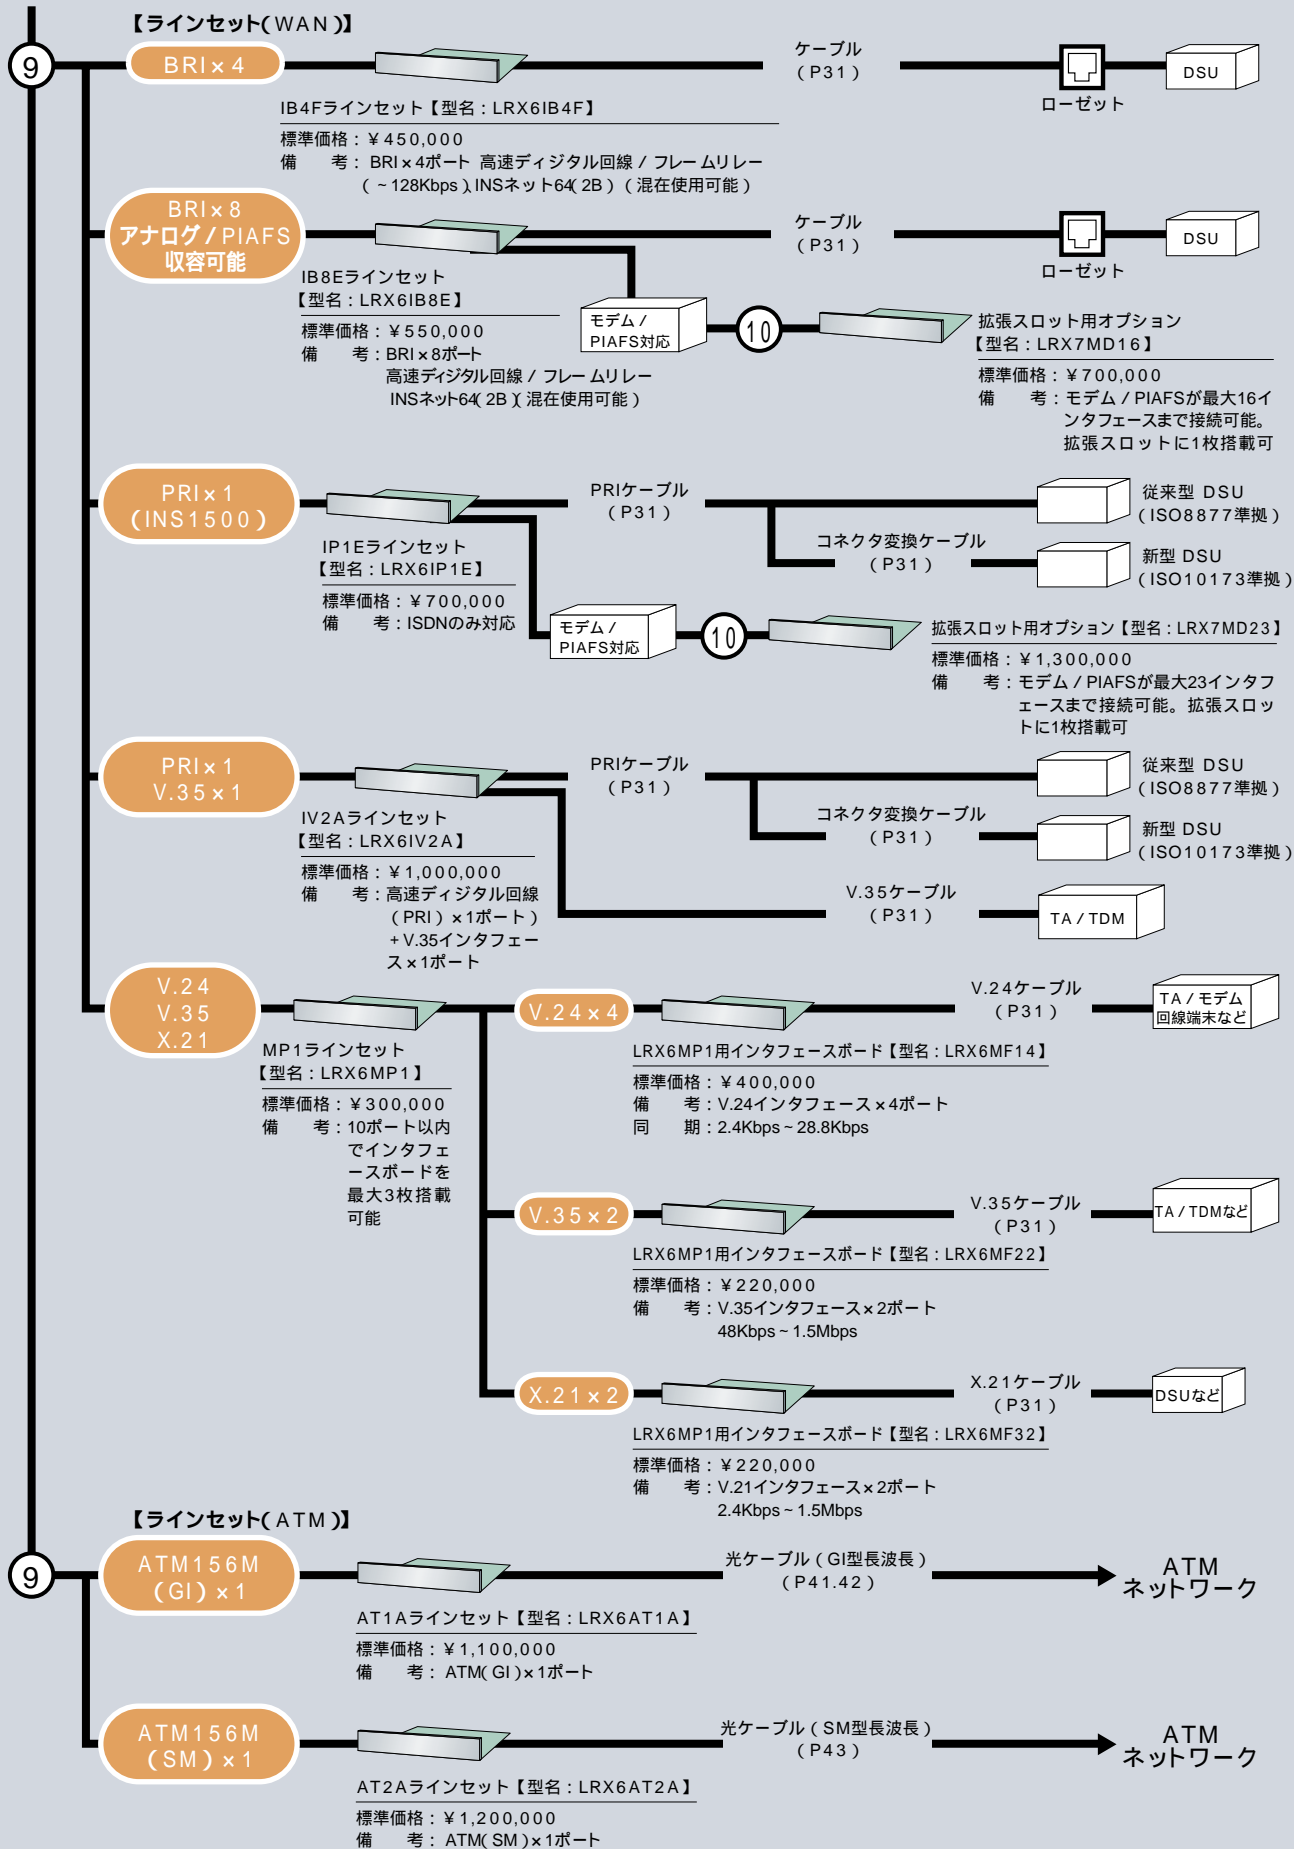 【ラインセット(WAN)】
9
BRI×4
ケーブル
(P31)
DSU
ローゼット
IB4Fラインセット【型名：LRX6IB4F】
標準価格：¥450,000
備　　考：BRI×4ポート 高速ディジタル回線 / フレームリレー
(~128Kbps)、INSネット64(2B)(混在使用可能)
BRI×8
アナログ / PIAFS
収容可能
ケーブル
(P31)
DSU
ローゼット
IB8Eラインセット
【型名：LRX6IB8E】
標準価格：¥550,000
備　　考：BRI×8ポート
高速ディジタル回線 / フレームリレー
INSネット64(2B)(混在使用可能)
モデム /
PIAFS対応
10
拡張スロット用オプション
【型名：LRX7MD16】
標準価格：¥700,000
備　　考：モデム / PIAFSが最大16イ
ンタフェースまで接続可能。
拡張スロットに1枚搭載可
PRI×1
(INS1500)
PRIケーブル
(P31)
従来型 DSU
(ISO8877準拠)
コネクタ変換ケーブル
(P31)
新型 DSU
(ISO10173準拠)
IP1Eラインセット
【型名：LRX6IP1E】
標準価格：¥700,000
備　　考：ISDNのみ対応
モデム /
PIAFS対応
10
拡張スロット用オプション【型名：LRX7MD23】
標準価格：¥1,300,000
備　　考：モデム / PIAFSが最大23インタフ
ェースまで接続可能。拡張スロッ
トに1枚搭載可
PRI×1
V.35×1
PRIケーブル
(P31)
従来型 DSU
(ISO8877準拠)
コネクタ変換ケーブル
(P31)
新型 DSU
(ISO10173準拠)
IV2Aラインセット
【型名：LRX6IV2A】
標準価格：¥1,000,000
備　　考：高速ディジタル回線
(PRI)×1ポート)
+V.35インタフェー
ス×1ポート
V.35ケーブル
(P31)
TA / TDM
V.24
V.35
X.21
MP1ラインセット
【型名：LRX6MP1】
標準価格：¥300,000
備　　考：10ポート以内
でインタフェ
ースボードを
最大3枚搭載
可能
V.24×4
V.24ケーブル
(P31)
TA / モデム
回線端末など
LRX6MP1用インタフェースボード【型名：LRX6MF14】
標準価格：¥400,000
備　　考：V.24インタフェース×4ポート
同　　期：2.4Kbps~28.8Kbps
V.35×2
V.35ケーブル
(P31)
TA / TDMなど
LRX6MP1用インタフェースボード【型名：LRX6MF22】
標準価格：¥220,000
備　　考：V.35インタフェース×2ポート
48Kbps~1.5Mbps
X.21×2
X.21ケーブル
(P31)
DSUなど
LRX6MP1用インタフェースボード【型名：LRX6MF32】
標準価格：¥220,000
備　　考：V.21インタフェース×2ポート
2.4Kbps~1.5Mbps
【ラインセット(ATM)】
9
ATM156M
(GI)×1
光ケーブル(GI型長波長)
(P41.42)
ATM
ネットワーク
AT1Aラインセット【型名：LRX6AT1A】
標準価格：¥1,100,000
備　　考：ATM(GI)×1ポート
ATM156M
(SM)×1
光ケーブル(SM型長波長)
(P43)
ATM
ネットワーク
AT2Aラインセット【型名：LRX6AT2A】
標準価格：¥1,200,000
備　　考：ATM(SM)×1ポート